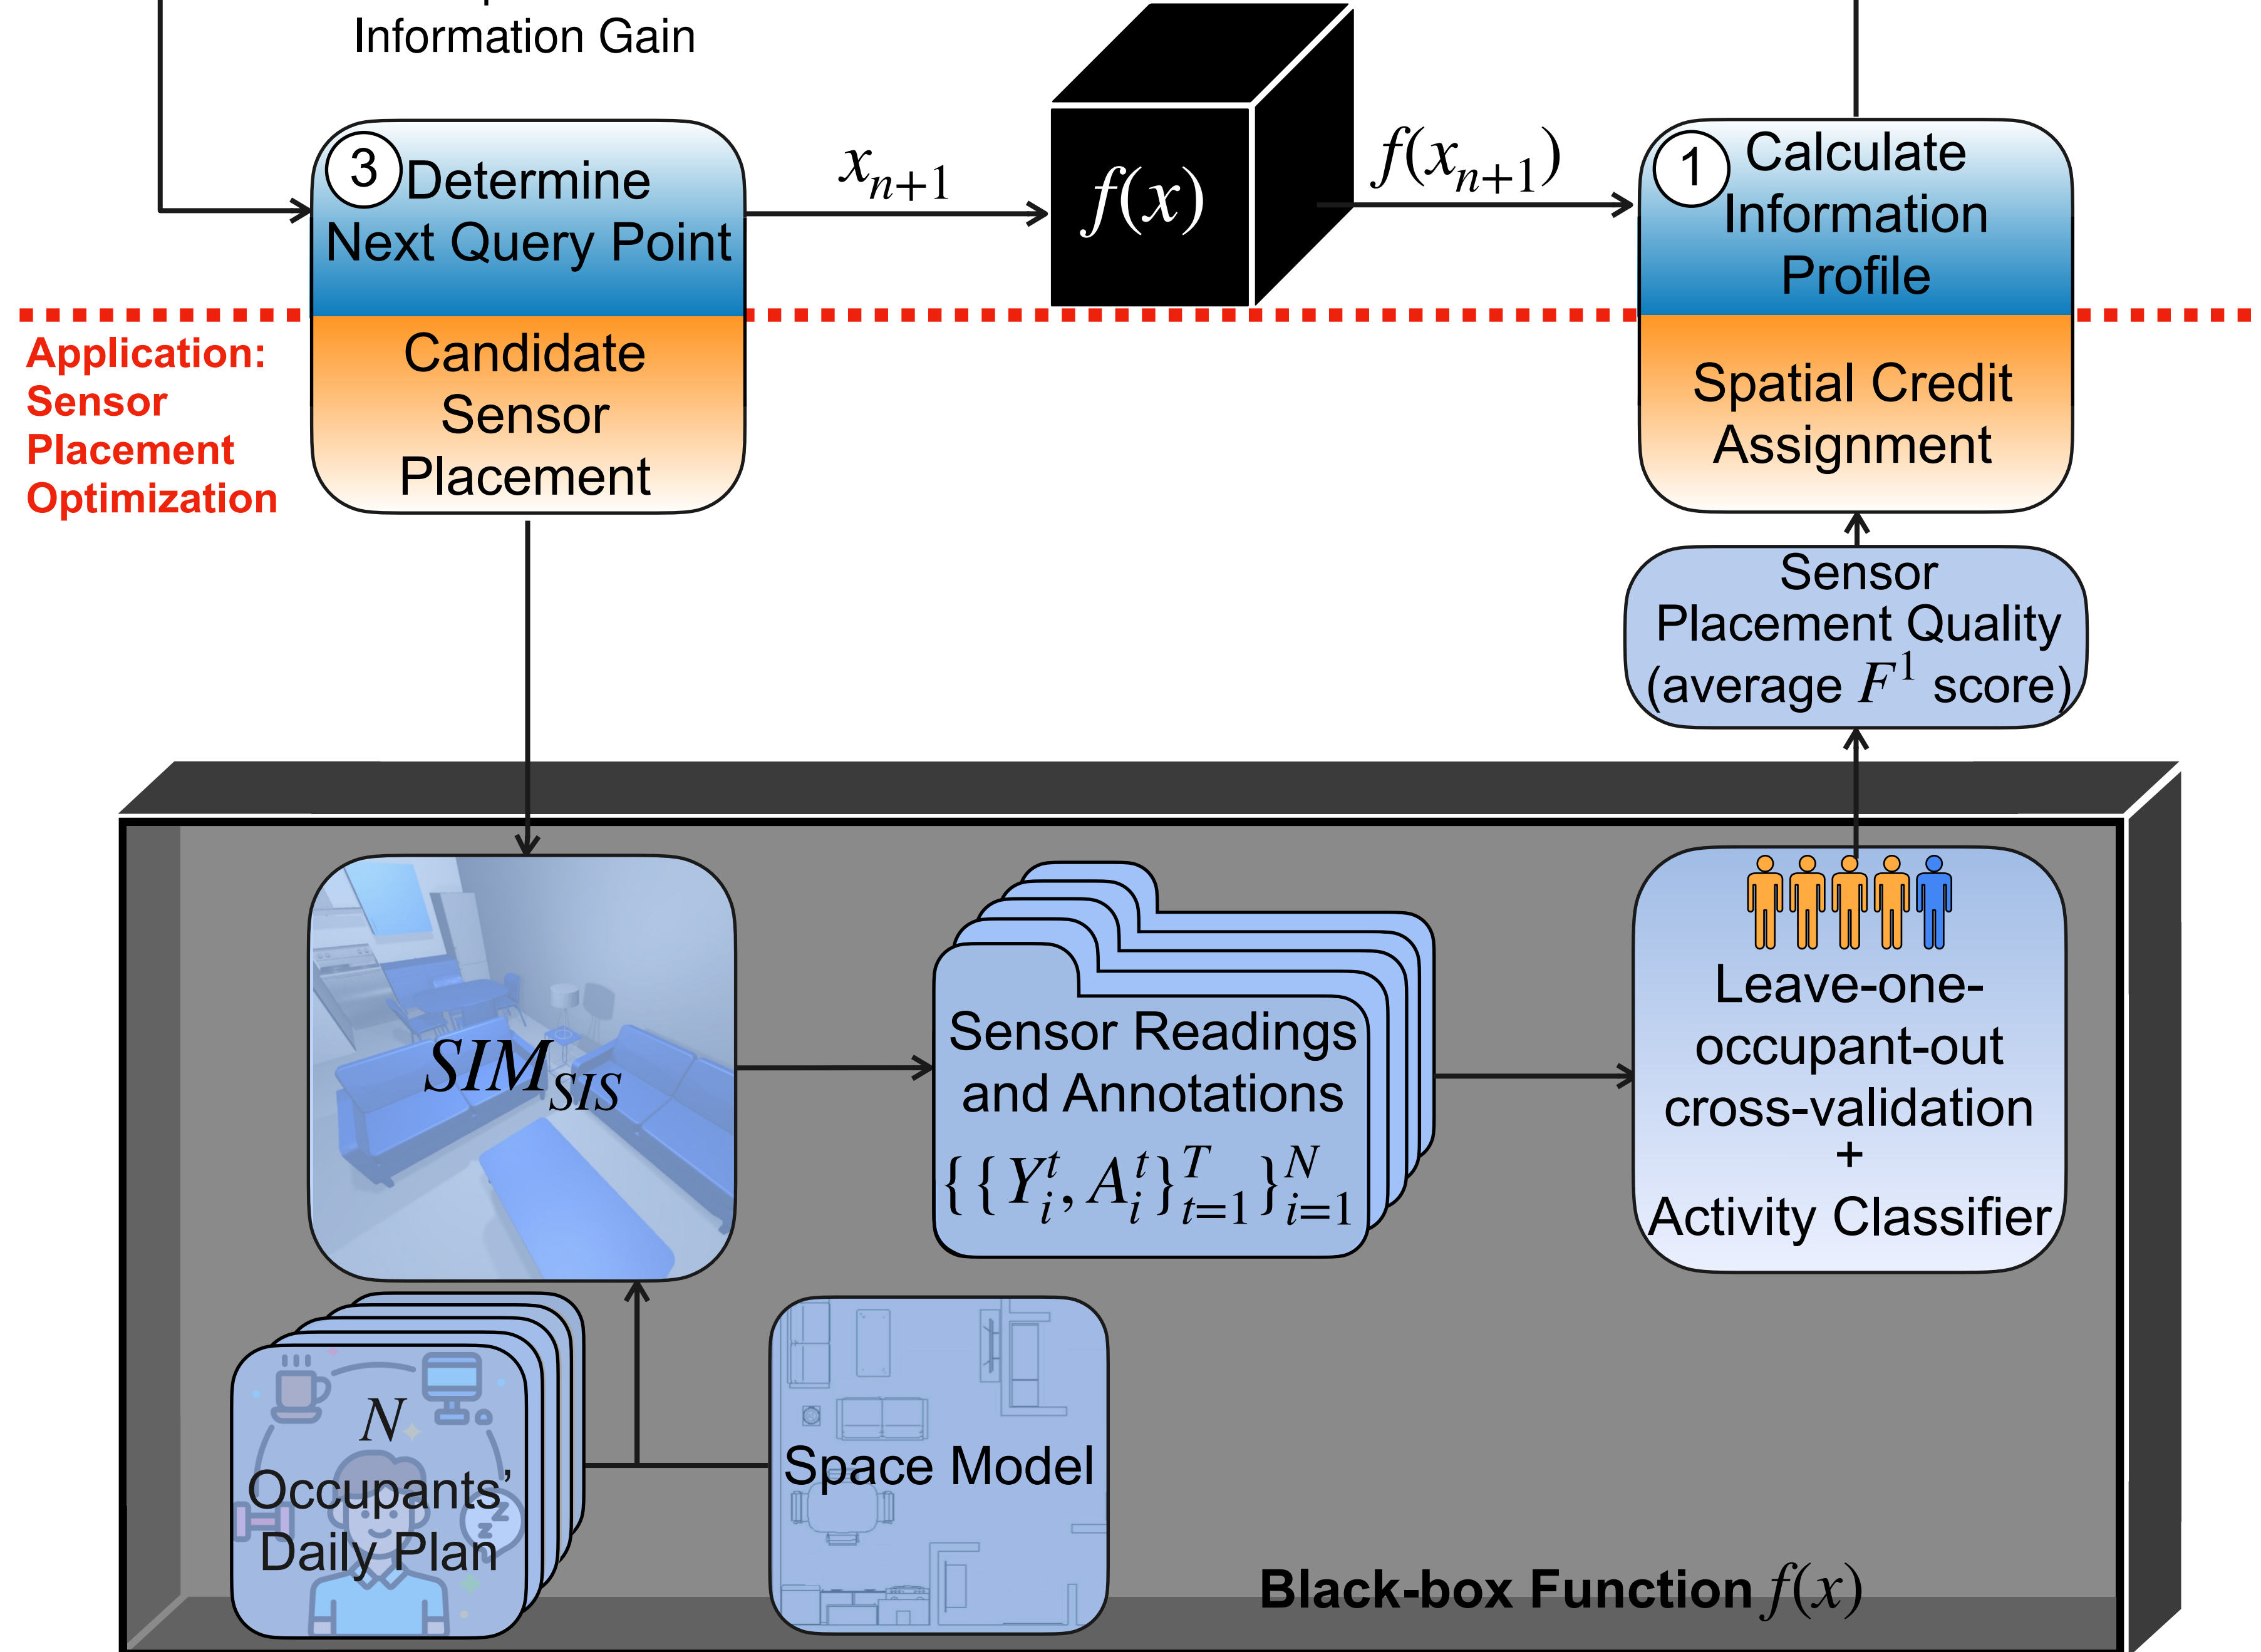 Information Gain
3
Determine
Next Query Point
x_{n+1}
f(x)
f(x_{n+1})
1
Calculate
Information
Profile
Application:
Sensor
Placement
Optimization
Candidate
Sensor
Placement
Spatial Credit
Assignment
Sensor
Placement Quality
(average F^1 score)
SIM_{SIS}
Sensor Readings
and Annotations
{ { Y_i^t, A_i^t }_{t=1}^T }_{i=1}^N
Leave-one-
occupant-out
cross-validation
+
Activity Classifier
N
Occupants’
Daily Plan
Space Model
Black-box Function f(x)